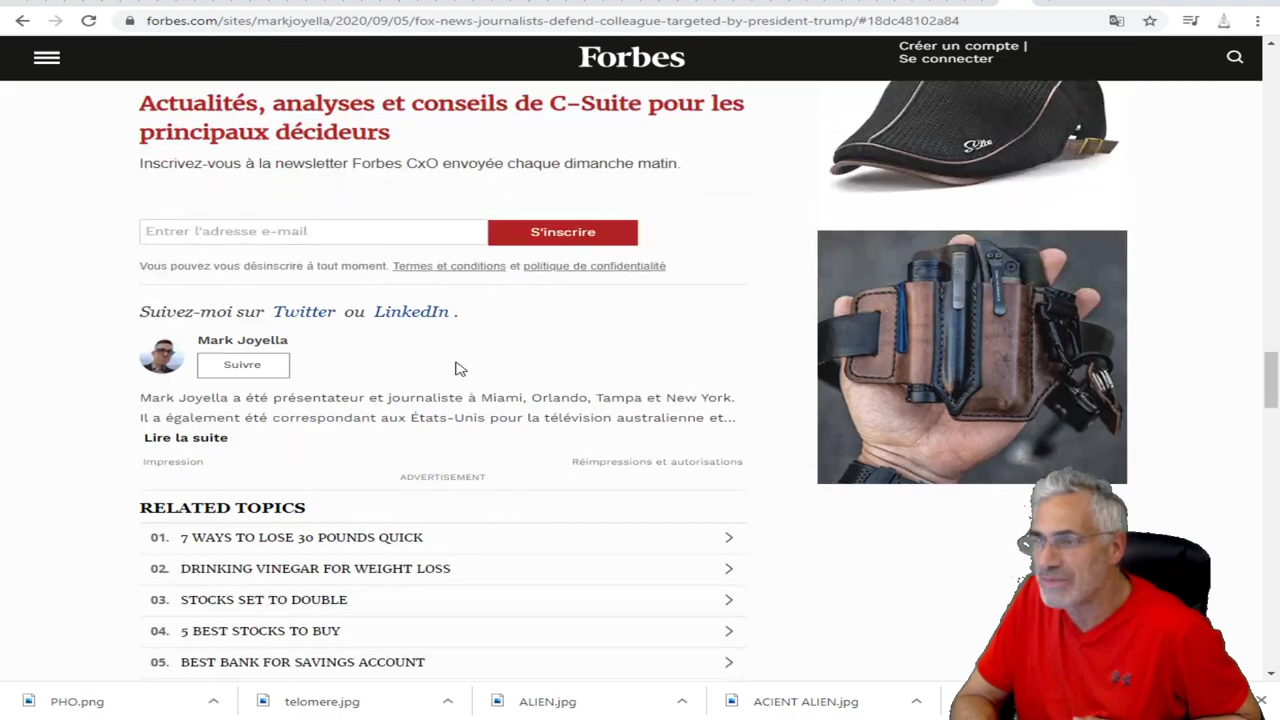 forbes.com/sites/markjoyella/2020/09/05/fox-news-journalists-defend-colleague-targeted-by-president-trump/#18dc48102a84
Forbes
Créer un compte |
Se connecter
Actualités, analyses et conseils de C-Suite pour les
principaux décideurs
Inscrivez-vous à la newsletter Forbes CxO envoyée chaque dimanche matin.
Entrer l'adresse e-mail
S'inscrire
Vous pouvez vous désinscrire à tout moment. Termes et conditions et politique de confidentialité
Suivez-moi sur Twitter ou LinkedIn .
Mark Joyella
Suivre
Mark Joyella a été présentateur et journaliste à Miami, Orlando, Tampa et New York.
Il a également été correspondant aux États-Unis pour la télévision australienne et...
Lire la suite
Impression
Réimpressions et autorisations
ADVERTISEMENT
RELATED TOPICS
01. 7 WAYS TO LOSE 30 POUNDS QUICK
02. DRINKING VINEGAR FOR WEIGHT LOSS
03. STOCKS SET TO DOUBLE
04. 5 BEST STOCKS TO BUY
05. BEST BANK FOR SAVINGS ACCOUNT
PHO.png
telomere.jpg
ALIEN.jpg
ACIENT ALIEN.jpg